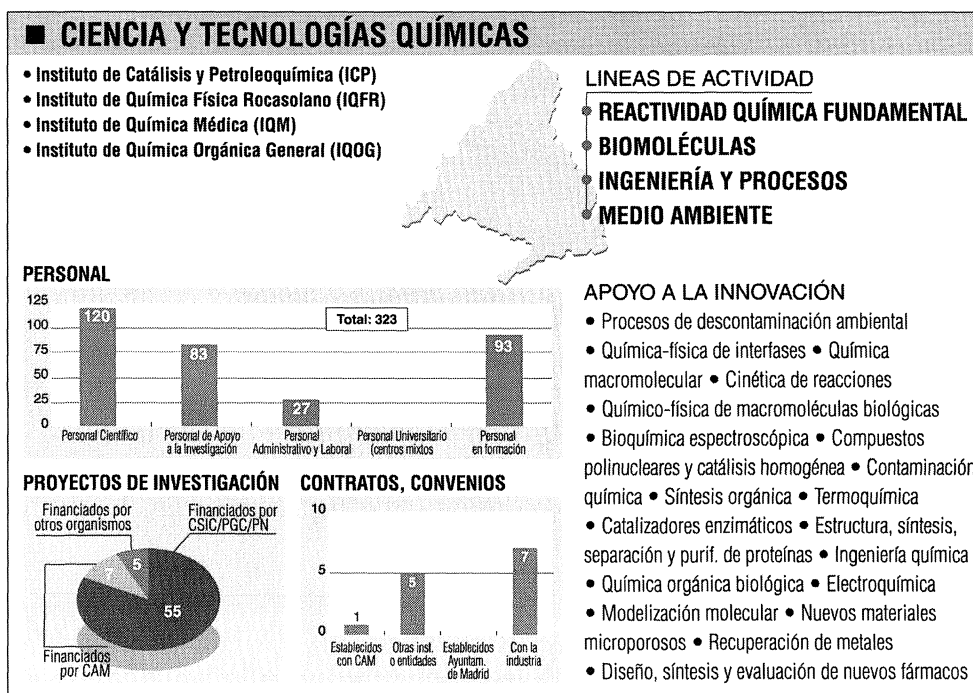 ■ CIENCIA Y TECNOLOGÍAS QUÍMICAS
• Instituto de Catálisis y Petroleoquímica (ICP)
• Instituto de Química Física Rocasolano (IQFR)
• Instituto de Química Médica (IQM)
• Instituto de Química Orgánica General (IQOG)
LINEAS DE ACTIVIDAD
• REACTIVIDAD QUÍMICA FUNDAMENTAL
• BIOMOLÉCULAS
• INGENIERÍA Y PROCESOS
• MEDIO AMBIENTE
PERSONAL
125
100
75
50
25
0
Total: 323
120
83
27
93
Personal Científico
Personal de Apoyo
a la Investigación
Personal
Administrativo y Laboral
Personal Universitario
(centros mixtos
Personal
en formación
PROYECTOS DE INVESTIGACIÓN
Financiados por
otros organismos
Financiados por
CSIC/PGC/PN
7
5
55
Financiados
por CAM
CONTRATOS, CONVENIOS
10
5
0
1
5
7
Establecidos
con CAM
Otras inst.
o entidades
Establecidos
Ayuntam.
de Madrid
Con la
industria
APOYO A LA INNOVACIÓN
• Procesos de descontaminación ambiental
• Química-física de interfases • Química
macromolecular • Cinética de reacciones
• Químico-física de macromoléculas biológicas
• Bioquímica espectroscópica • Compuestos
polinucleares y catálisis homogénea • Contaminación
química • Síntesis orgánica • Termoquímica
• Catalizadores enzimáticos • Estructura, síntesis,
separación y purif. de proteínas • Ingeniería química
• Química orgánica biológica • Electroquímica
• Modelización molecular • Nuevos materiales
microporosos • Recuperación de metales
• Diseño, síntesis y evaluación de nuevos fármacos